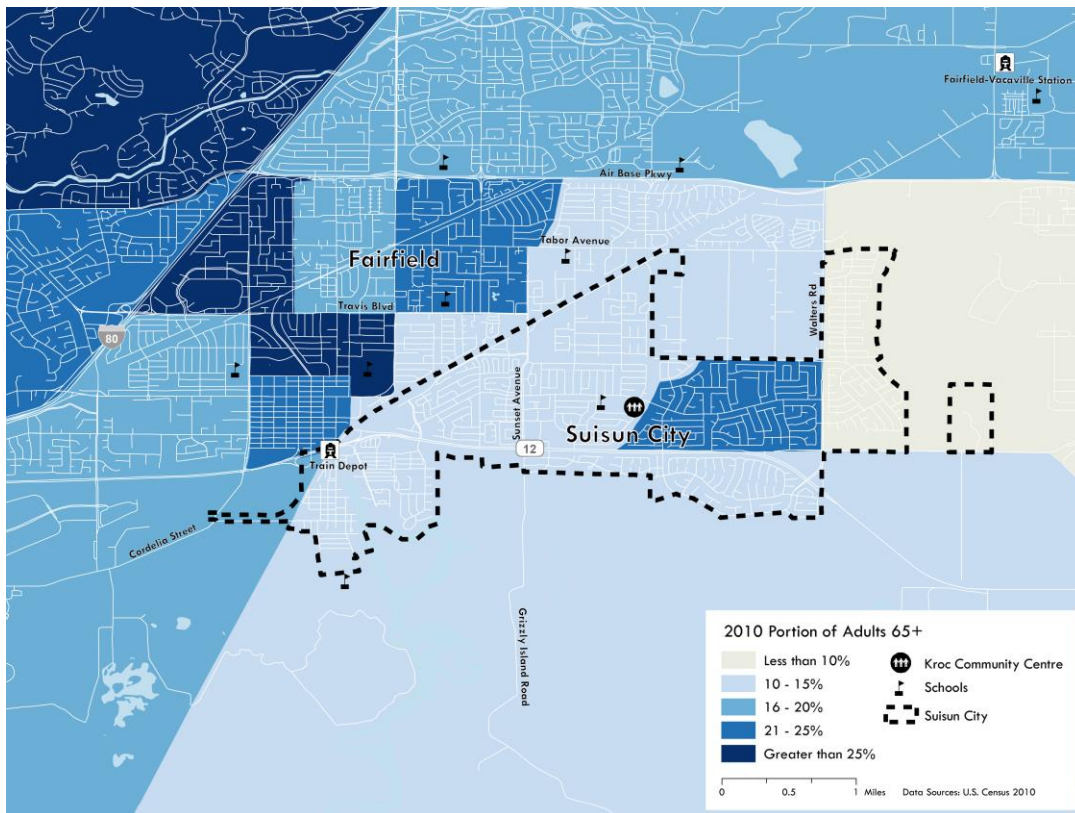 Fairfield-Vacaville Station
Air Base Pkwy
Tabor Avenue
Fairfield
Travis Blvd
Walters Rd
80
Sunset Avenue
Suisun City
12
Train Depot
Cordelia Street
Grizzly Island Road
2010 Portion of Adults 65+
Less than 10%
10 - 15%
16 - 20%
21 - 25%
Greater than 25%
Kroc Community Centre
Schools
Suisun City
0 0.5 1 Miles
Data Sources: U.S. Census 2010